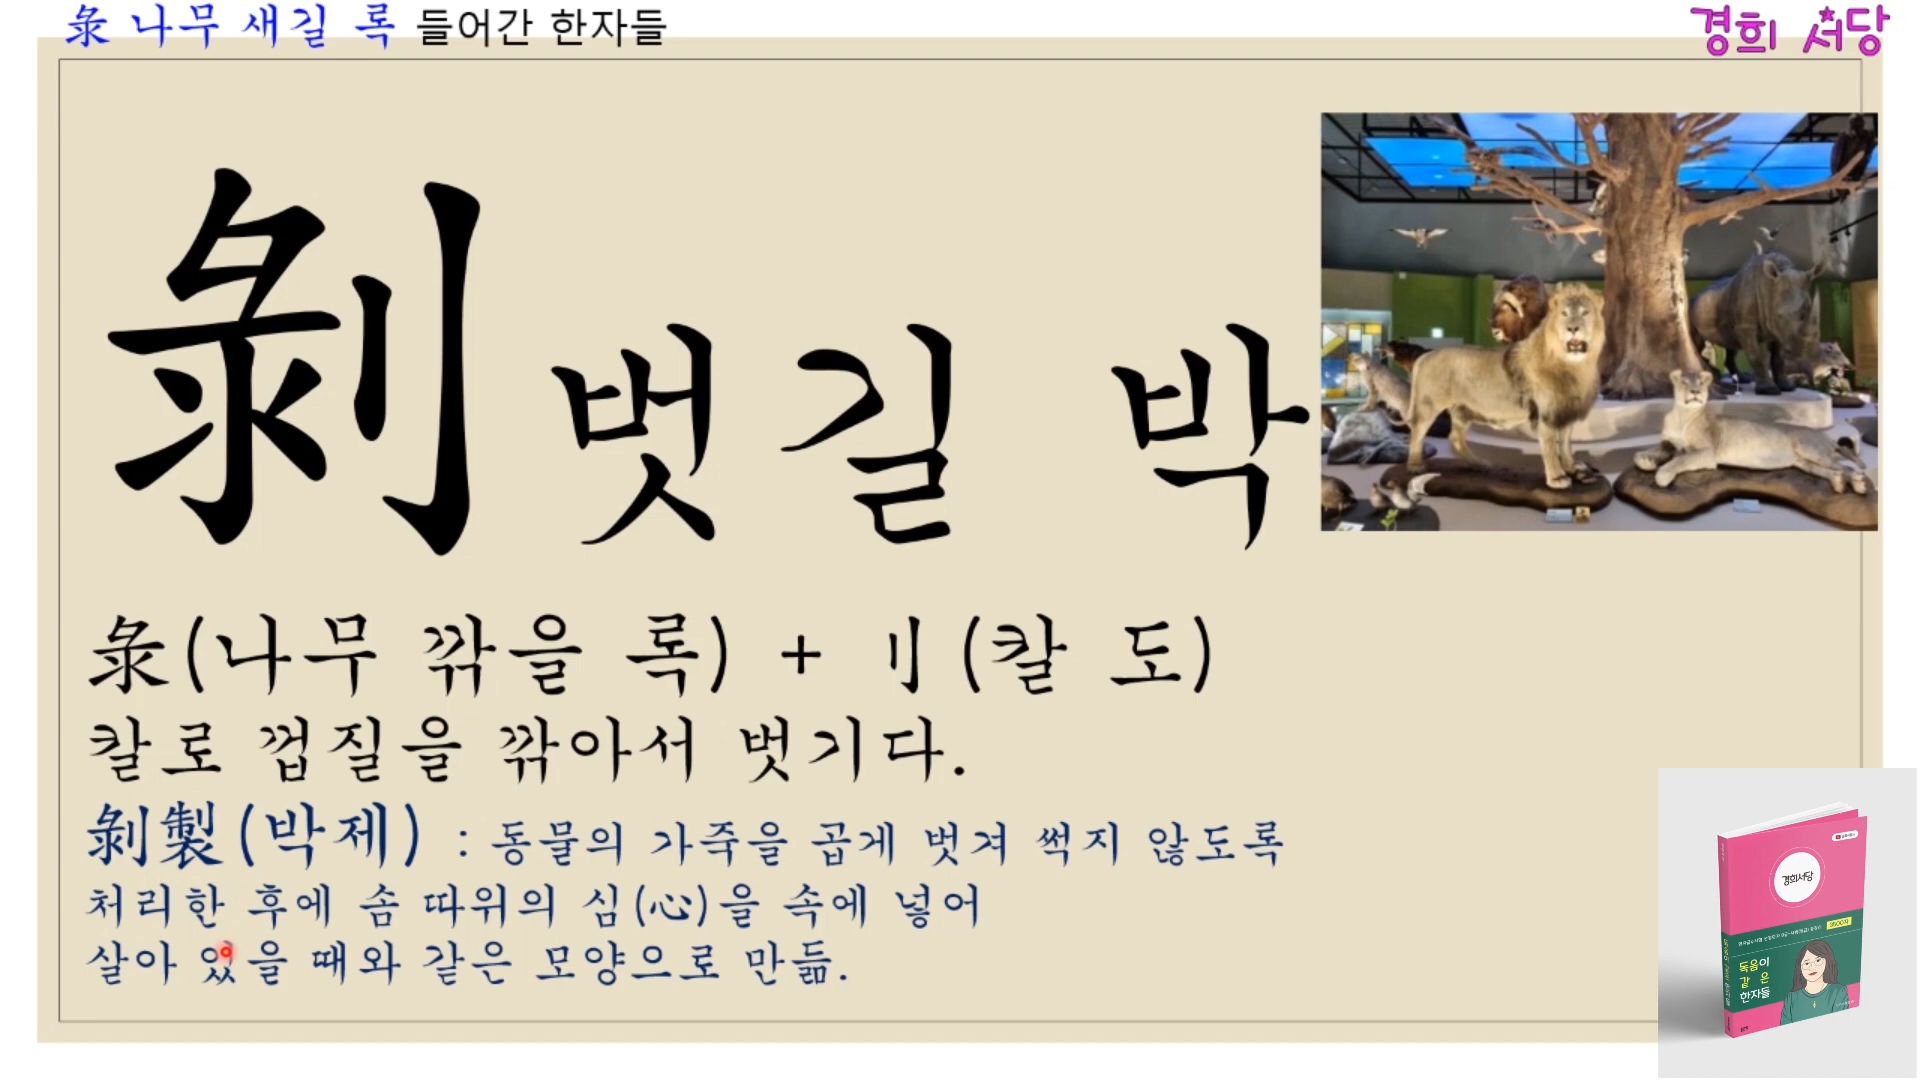 彔 나무 새길 록 들어간 한자들
경희 서당
剝 벗길 박
彔(나무 깎을 록) + 刂(칼 도)
칼로 껍질을 깎아서 벗기다.
剝製(박제) : 동물의 가죽을 곱게 벗겨 썩지 않도록
처리한 후에 솜 따위의 심(心)을 속에 넣어
살아 있을 때와 같은 모양으로 만듦.
경희서당
독음이
같은
한자들